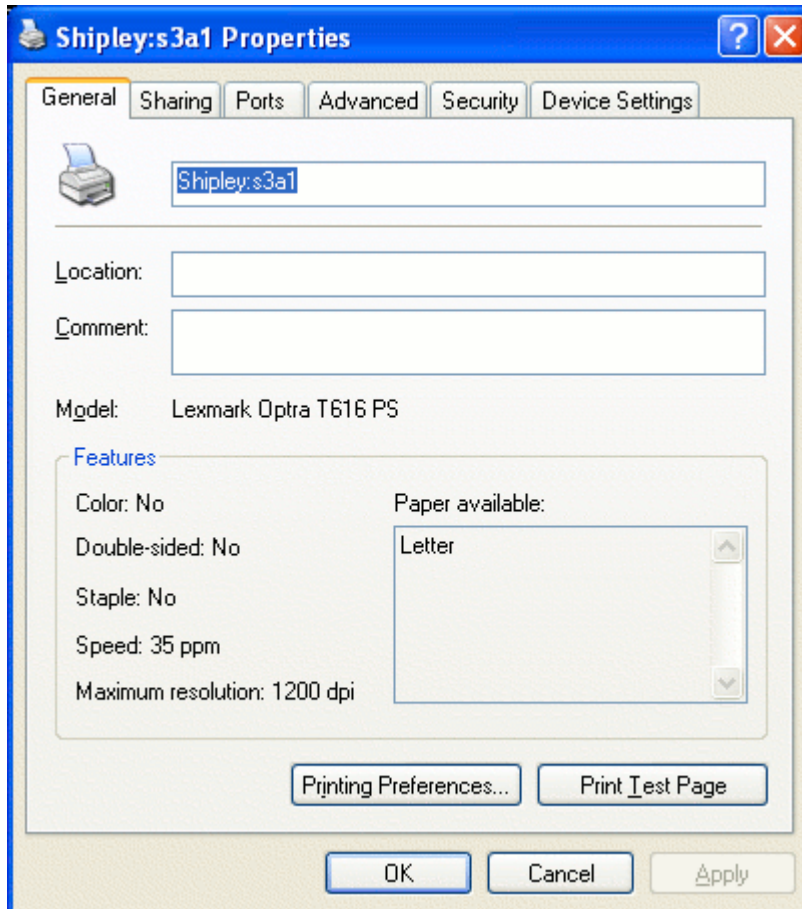 Shipley:s3a1 Properties
General Sharing Ports Advanced Security Device Settings
Shipley:s3a1
Location:
Comment:
Model: Lexmark Optra T616 PS
Features
Color: No
Paper available:
Double-sided: No
Letter
Staple: No
Speed: 35 ppm
Maximum resolution: 1200 dpi
Printing Preferences... Print Test Page
OK Cancel Apply